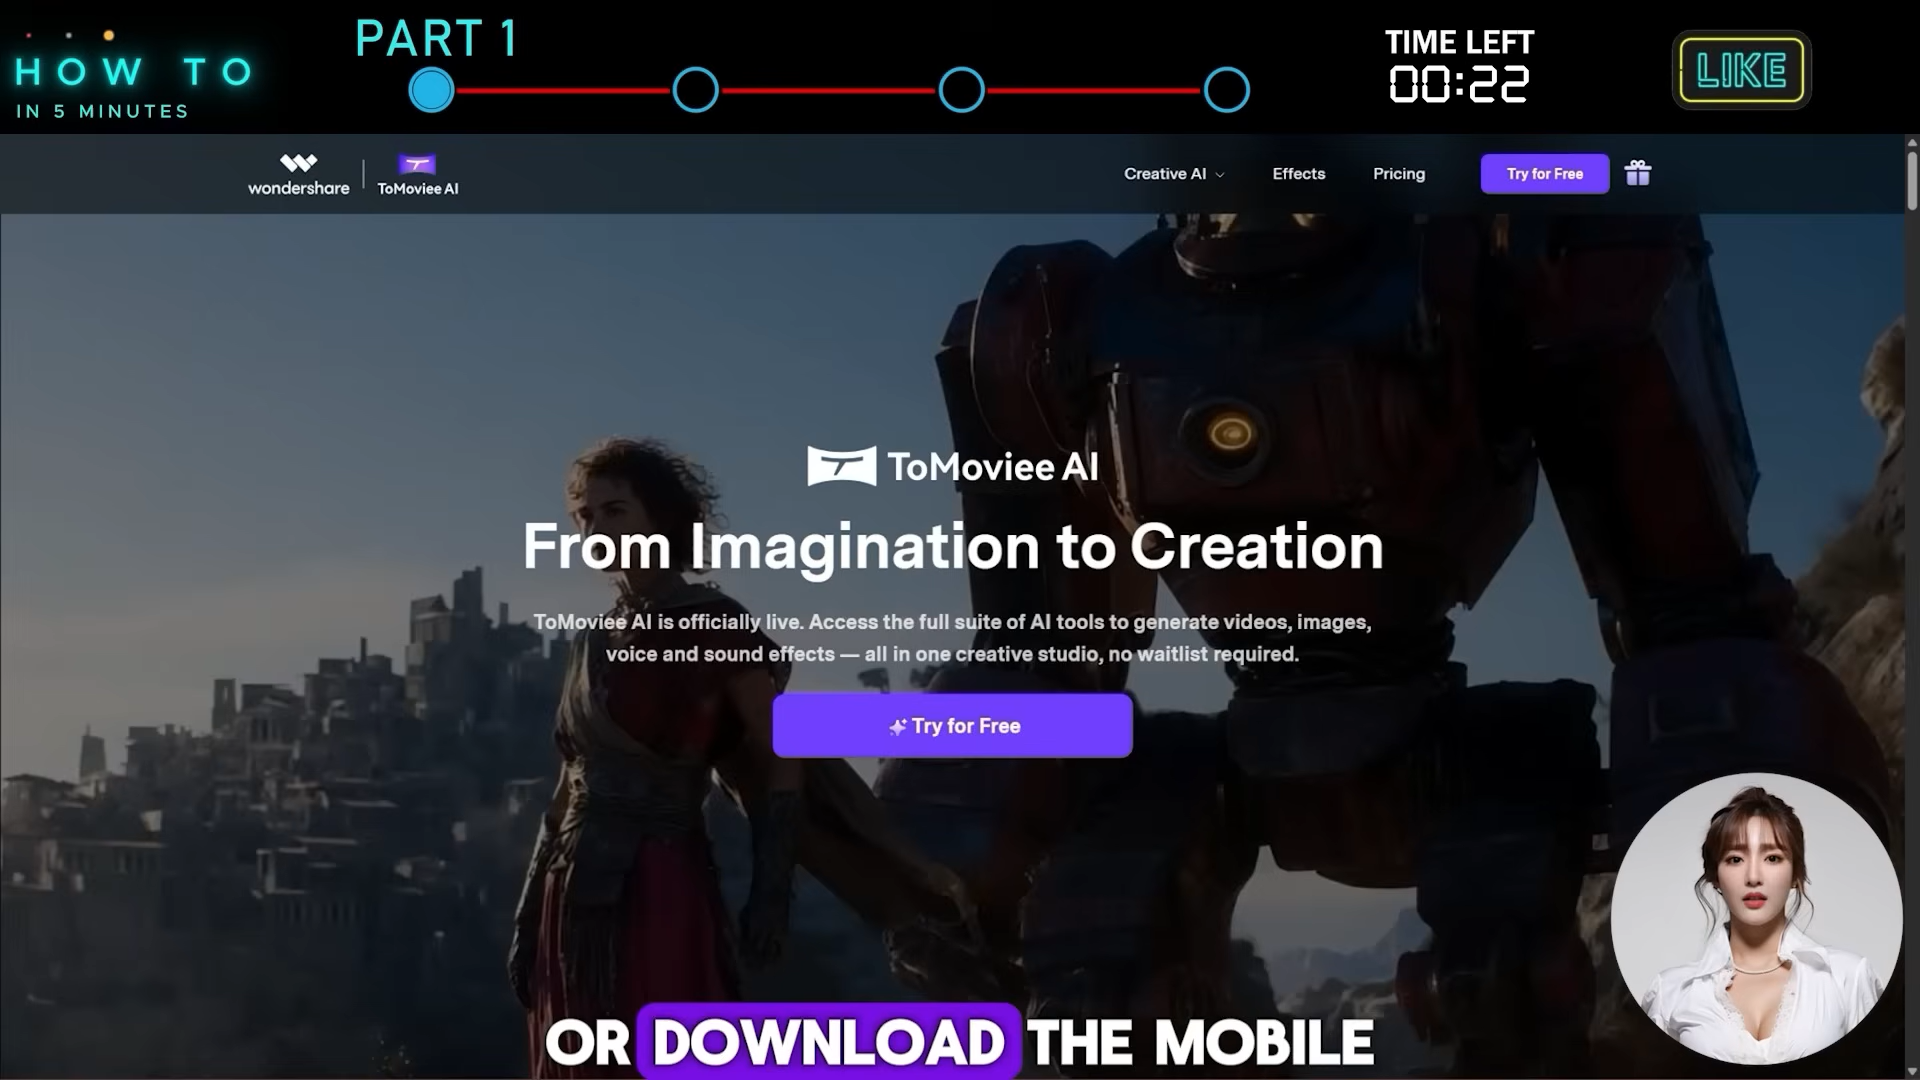 HOW TO
IN 5 MINUTES
PART 1
TIME LEFT
00:22
LIKE
wondershare
ToMoviee AI
Creative AI
Effects
Pricing
Try for Free
ToMoviee AI
From Imagination to Creation
ToMoviee AI is officially live. Access the full suite of AI tools to generate videos, images,
voice and sound effects — all in one creative studio, no waitlist required.
Try for Free
OR DOWNLOAD THE MOBILE